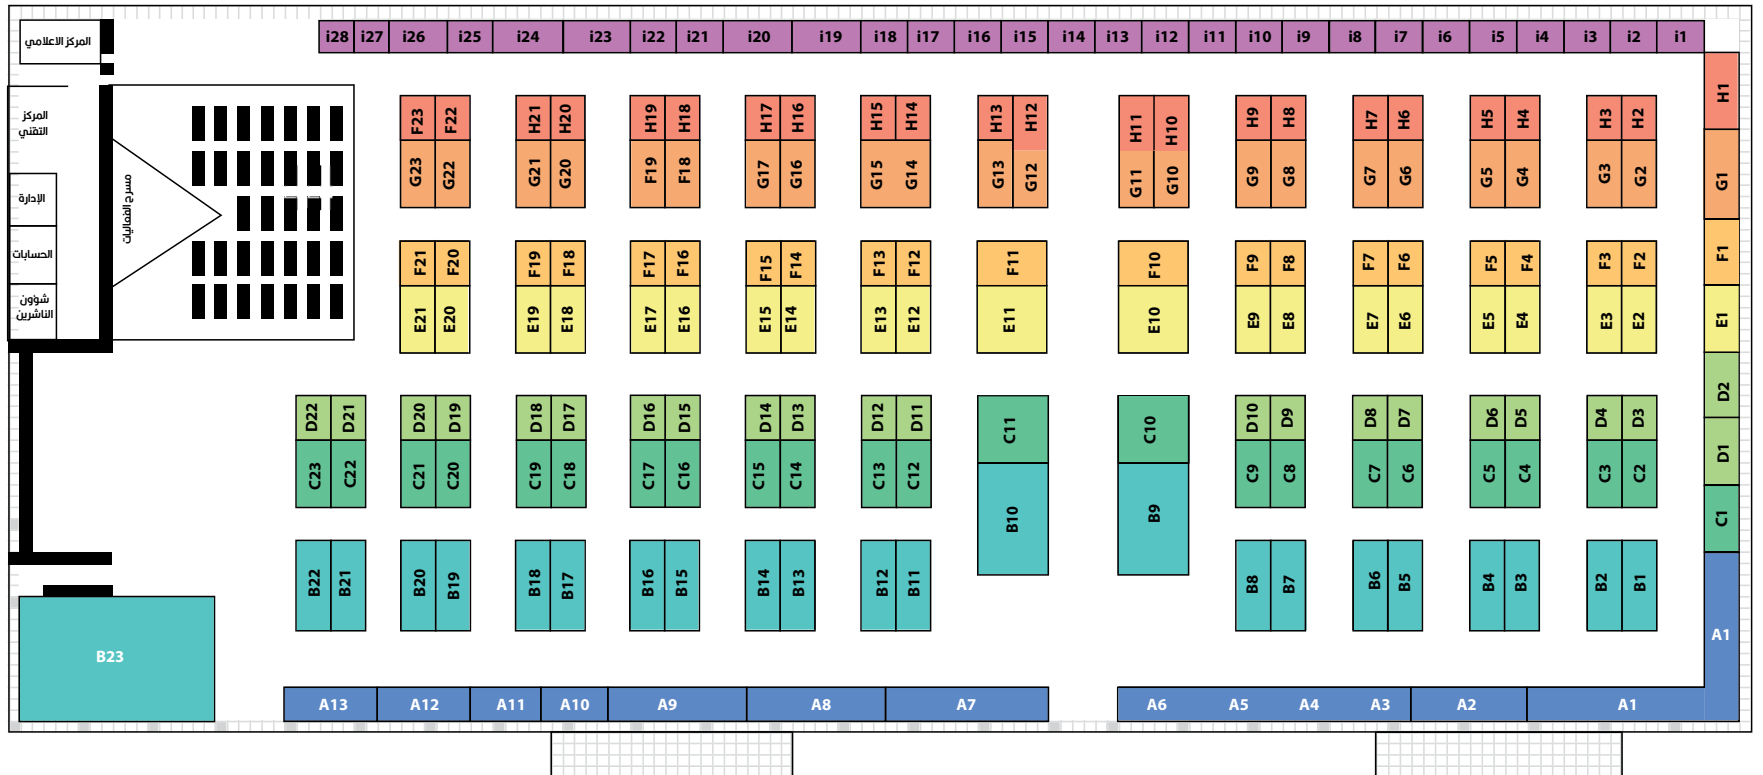 المركز الاعلامي
i28 i27 i26 i25 i24 i23 i22 i21 i20 i19 i18 i17 i16 i15 i14 i13 i12 i11 i10 i9 i8 i7 i6 i5 i4 i3 i2 i1
المركز
التقني
الإدارة
الحسابات
شؤون
الناشرين
مسرح الفعاليات
F23 F22 H21 H20 H19 H18 H17 H16 H15 H14 H13 H12 H11 H10 H9 H8 H7 H6 H5 H4 H3 H2 H1
G23 G22 G21 G20 F19 F18 G17 G16 G15 G14 G13 G12 G11 G10 G9 G8 G7 G6 G5 G4 G3 G2 G1
F21 F20 F19 F18 F17 F16 F15 F14 F13 F12 F11 F10 F9 F8 F7 F6 F5 F4 F3 F2 F1
E21 E20 E19 E18 E17 E16 E15 E14 E13 E12 E11 E10 E9 E8 E7 E6 E5 E4 E3 E2 E1
D2
D22 D21 D20 D19 D18 D17 D16 D15 D14 D13 D12 D11 C11 C10 D10 D9 D8 D7 D6 D5 D4 D3
D1
C23 C22 C21 C20 C19 C18 C17 C16 C15 C14 C13 C12 C9 C8 C7 C6 C5 C4 C3 C2
B10 B9 C1
B22 B21 B20 B19 B18 B17 B16 B15 B14 B13 B12 B11 B8 B7 B6 B5 B4 B3 B2 B1
A1
B23
A13 A12 A11 A10 A9 A8 A7 A6 A5 A4 A3 A2 A1